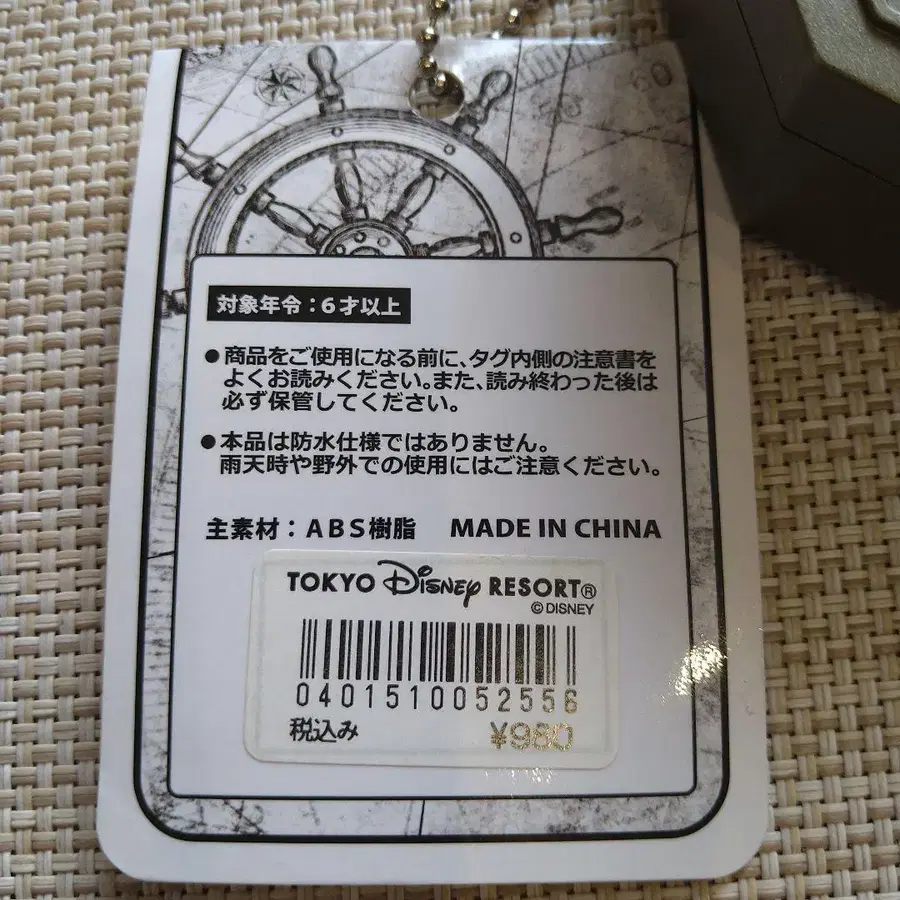 対象年令：6才以上
●商品をご使用になる前に、タグ内側の注意書を
よくお読みください。また、読み終わった後は
必ず保管してください。
●本品は防水仕様ではありません。
雨天時や野外での使用にはご注意ください。
主素材：ABS樹脂 MADE IN CHINA
TOKYO Disney RESORT®
©DISNEY
0401510052556
税込み ¥980